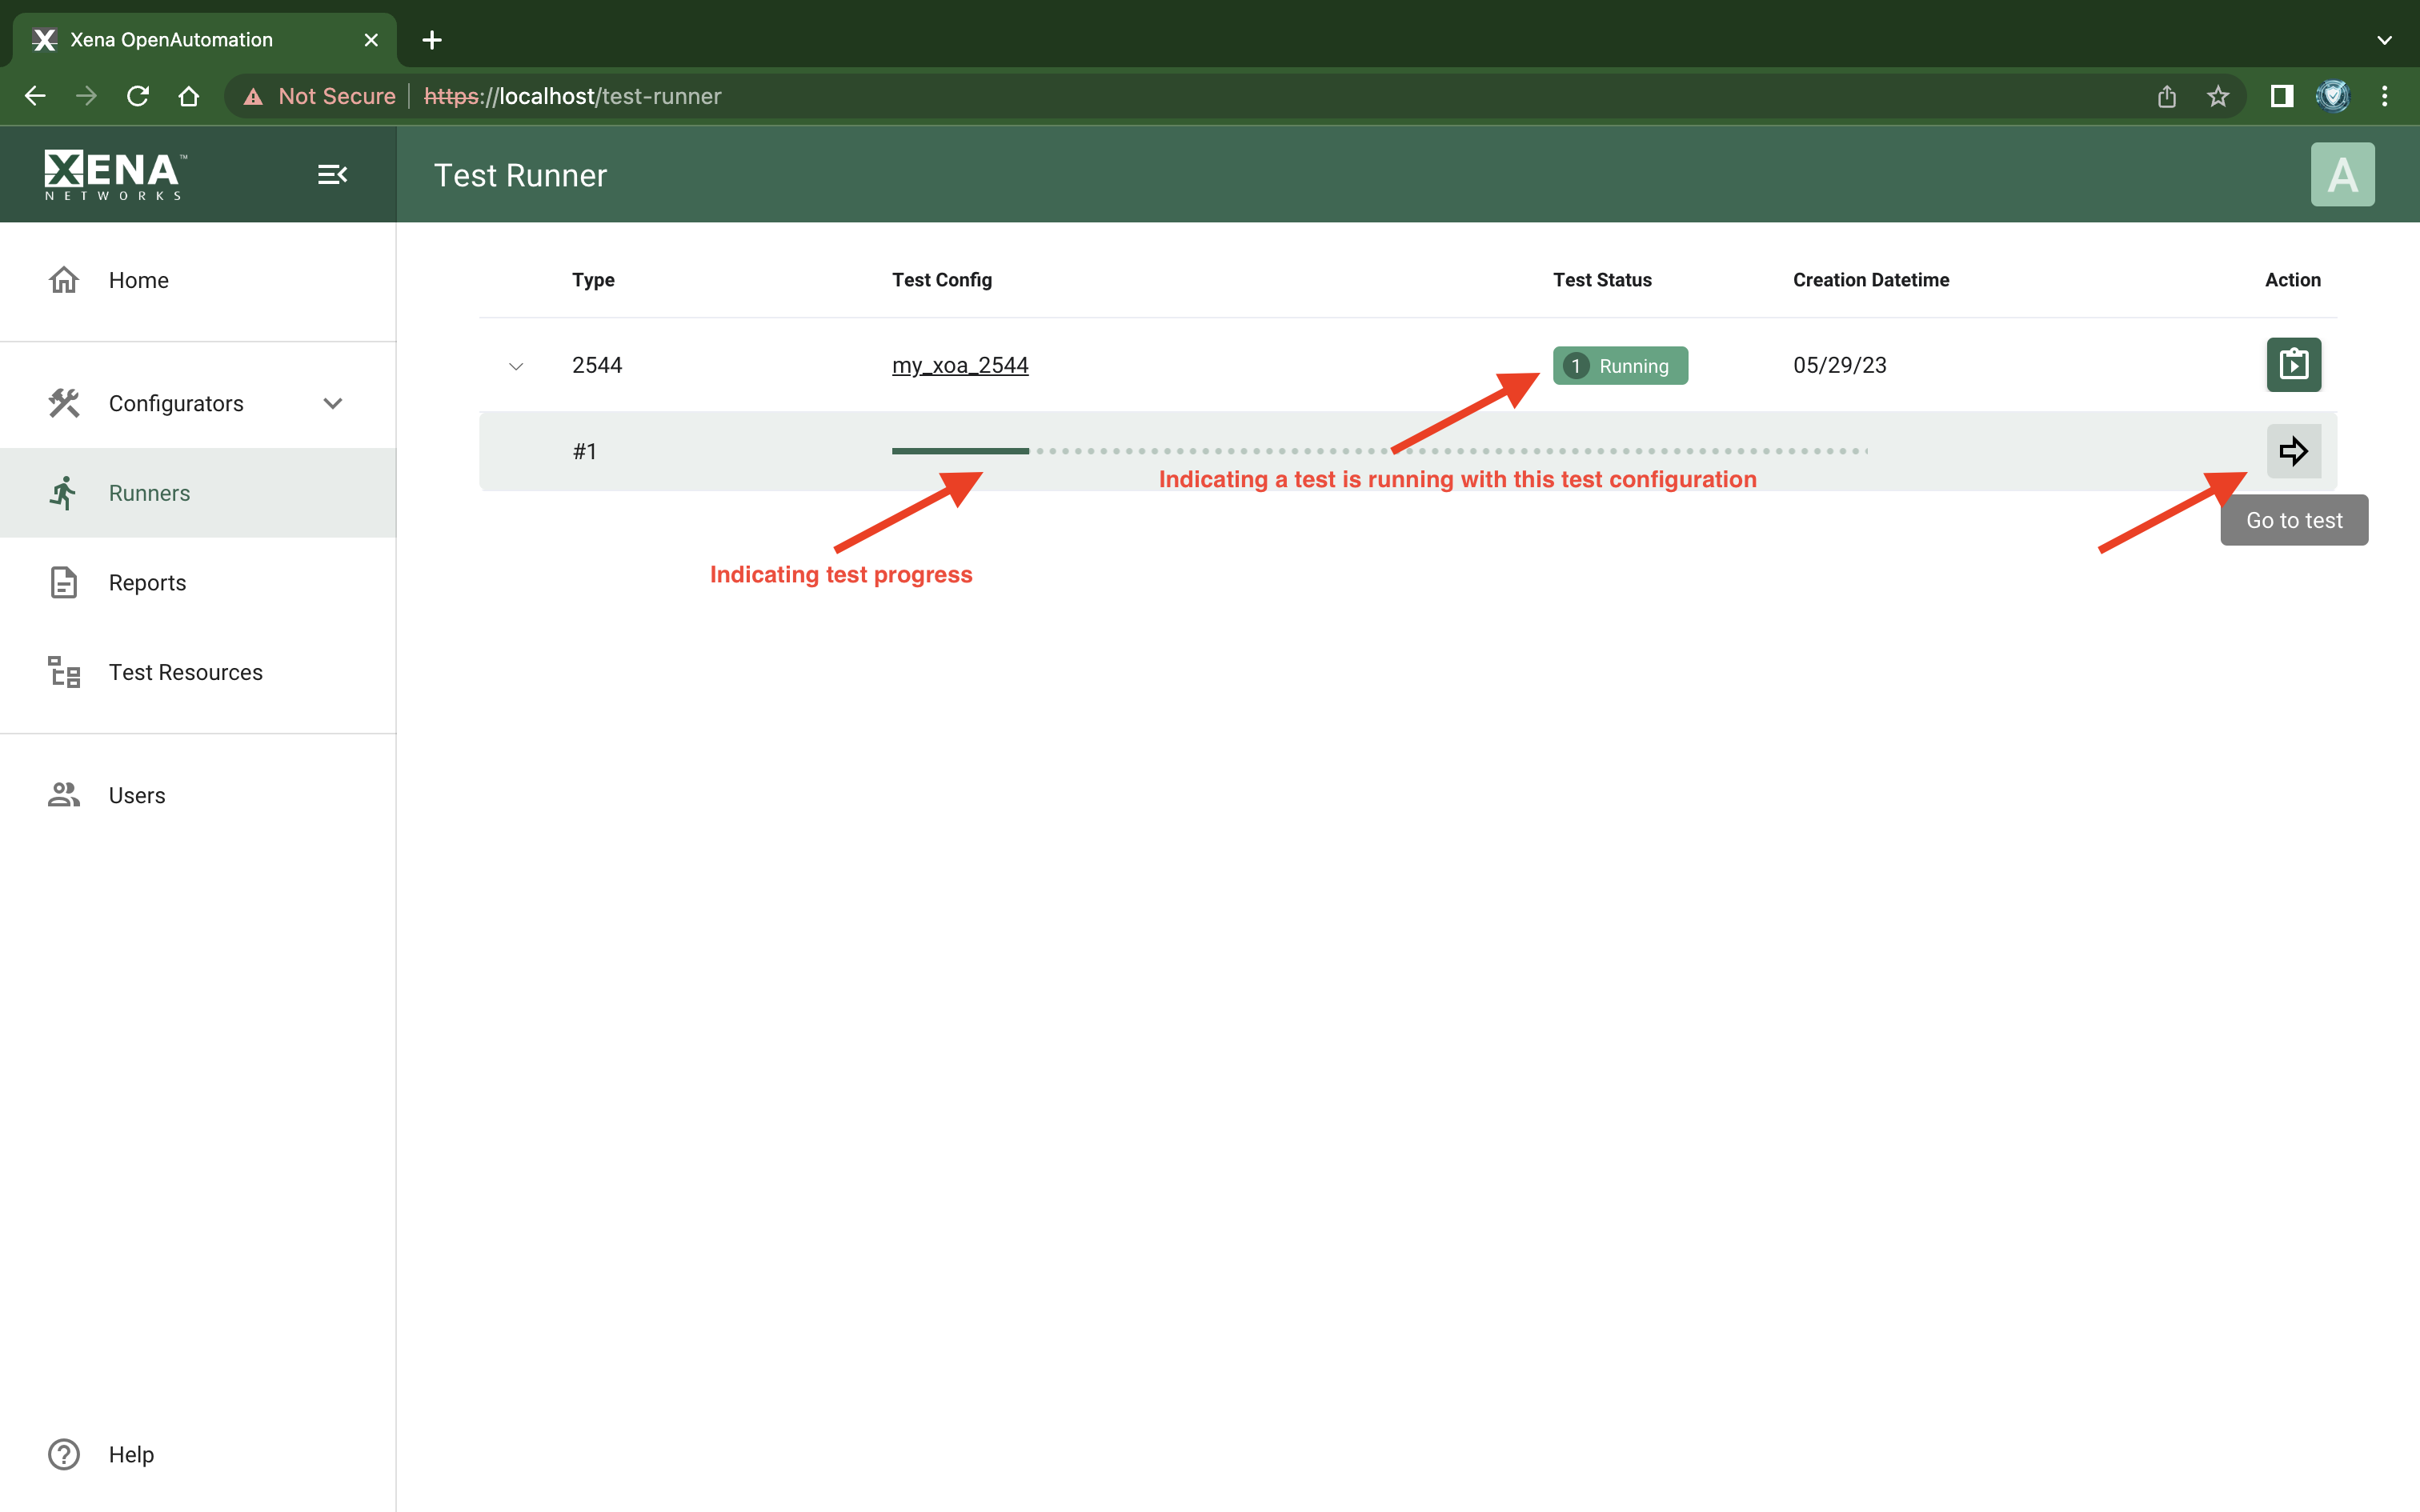 Xena OpenAutomation
Not Secure https://localhost/test-runner
XENA™
NETWORKS
Test Runner
A
Home
Configurators
Runners
Reports
Test Resources
Users
Help
Type Test Config Test Status Creation Datetime Action
2544 my_xoa_2544 1 Running 05/29/23
#1
Indicating a test is running with this test configuration
Go to test
Indicating test progress